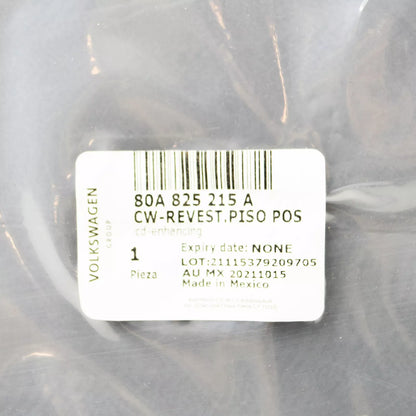 VOLKSWAGEN
GROUP
80A 825 215 A
CW-REVEST.PISO POS
1
Pieza
Expiry date: NONE
LOT:21115379209705
AU MX 20211015
Made in Mexico